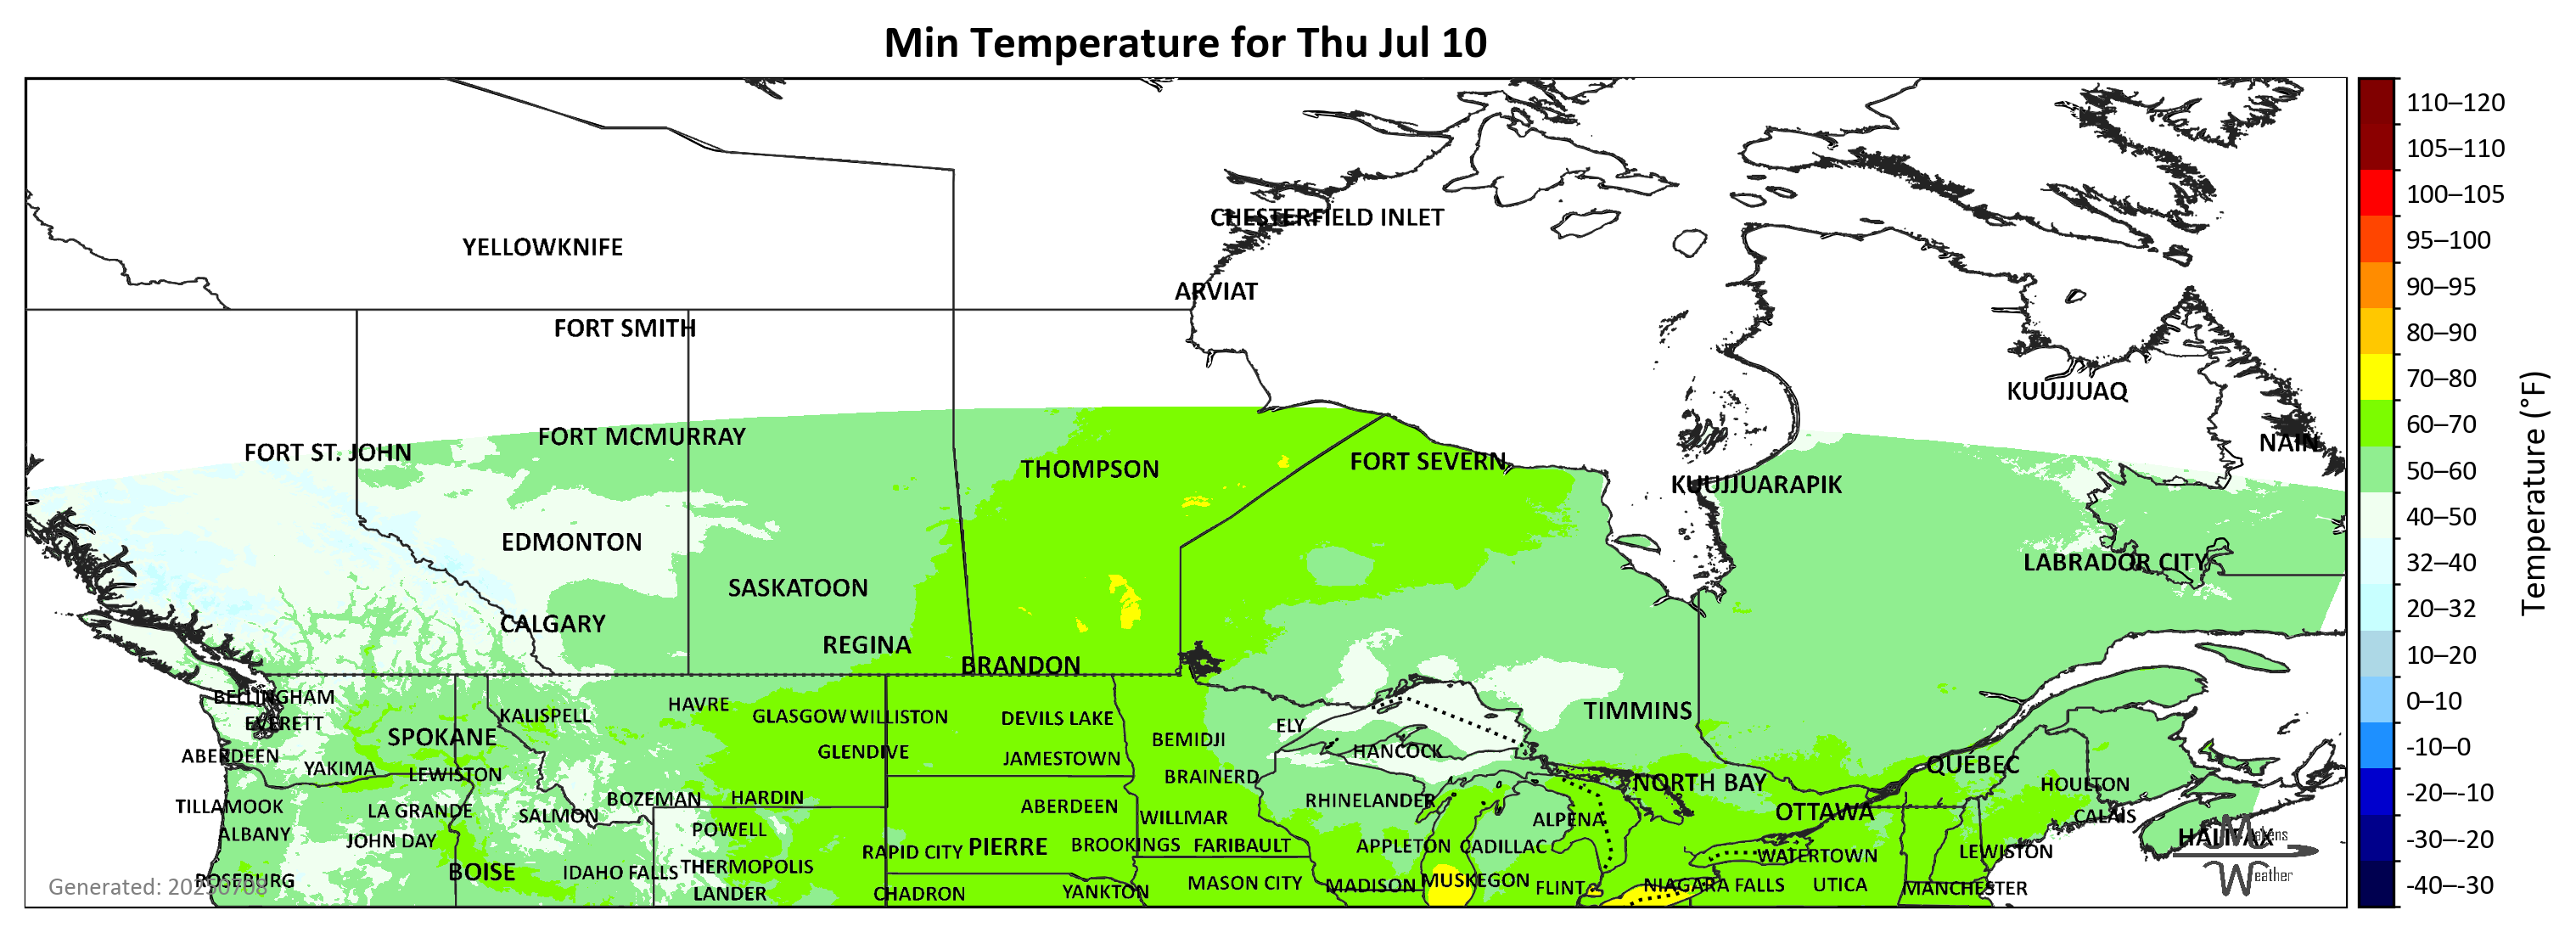 Min Temperature for Thu Jul 10
110–120
105–110
100–105
95–100
90–95
80–90
70–80
60–70
50–60
40–50
32–40
20–32
10–20
0–10
-10–0
-20–-10
-30–-20
-40–-30
Temperature (°F)
CHESTERFIELD INLET
YELLOWKNIFE
ARVIAT
FORT SMITH
KUUJJUAQ
FORT MCMURRAY
NAIN
FORT ST. JOHN
FORT SEVERN
THOMPSON
KUUJJUARAPIK
EDMONTON
LABRADOR CITY
SASKATOON
CALGARY
REGINA
BRANDON
BELLINGHAM
HAVRE
TIMMINS
KALISPELL
GLASGOW
WILLISTON
DEVILS LAKE
EVERETT
ELY
SPOKANE
BEMIDJI
HANCOCK
GLENDIVE
ABERDEEN
JAMESTOWN
QUÉBEC
YAKIMA
LEWISTON
BRAINERD
NORTH BAY
HOULTON
BOZEMAN
HARDIN
RHINELANDER
TILLAMOOK
LA GRANDE
ABERDEEN
OTTAWA
SALMON
WILLMAR
ALPENA
CALAIS
POWELL
ALBANY
HALIFAX
JOHN DAY
PIERRE
BROOKINGS
FARIBAULT
APPLETON
CADILLAC
RAPID CITY
WATERTOWN
LEWISTON
THERMOPOLIS
BOISE
IDAHO FALLS
ROSEBURG
MUSKEGON
MASON CITY
MADISON
FLINT
NIAGARA FALLS
UTICA
MANCHESTER
LANDER
CHADRON
YANKTON
Generated: 20250708
Makens
Weather